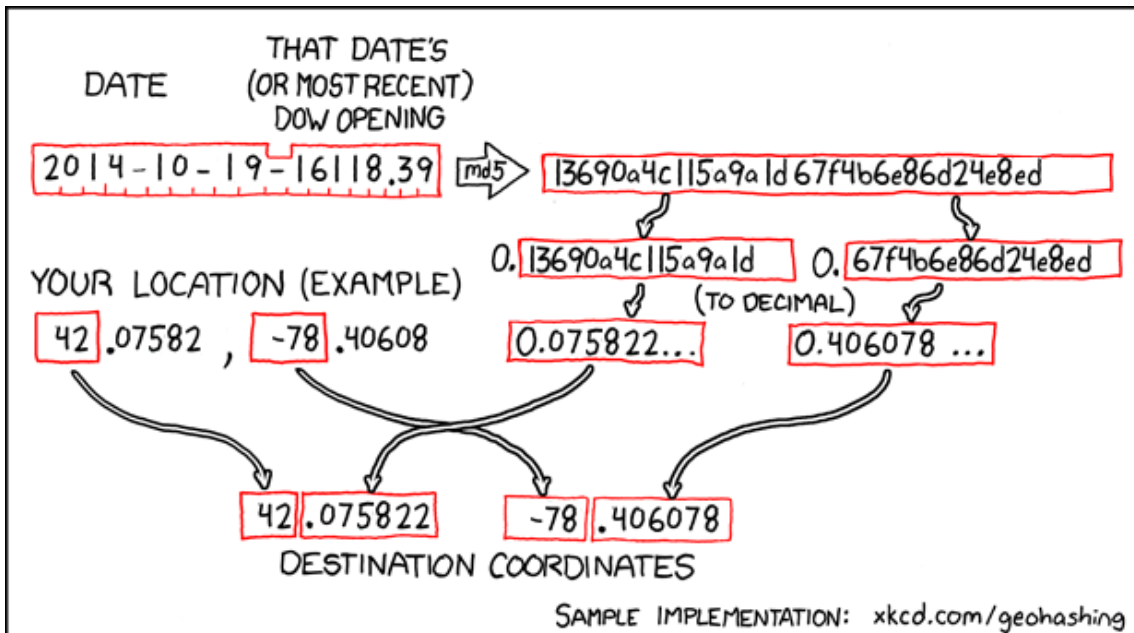 DATE
THAT DATE'S
(OR MOST RECENT)
DOW OPENING
2014-10-19-16118.39
md5
13690a4c115a9a1d67f4b6e86d24e8ed
0.13690a4c115a9a1d
0.67f4b6e86d24e8ed
(TO DECIMAL)
YOUR LOCATION (EXAMPLE)
42.07582, -78.40608
0.075822...
0.406078...
42.075822
-78.406078
DESTINATION COORDINATES
SAMPLE IMPLEMENTATION: xkcd.com/geohashing